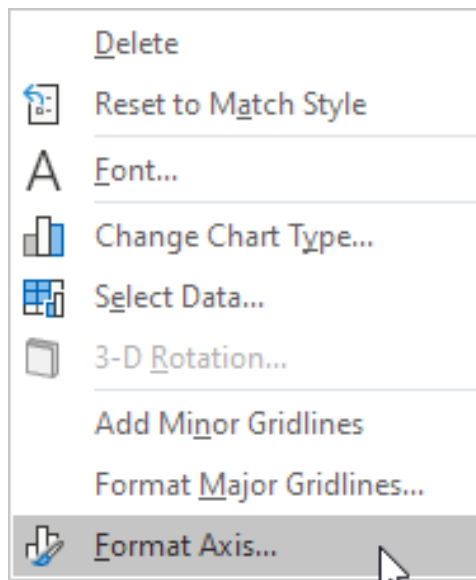 Delete
Reset to Match Style
Font...
Change Chart Type...
Select Data...
3-D Rotation...
Add Minor Gridlines
Format Major Gridlines...
Format Axis...